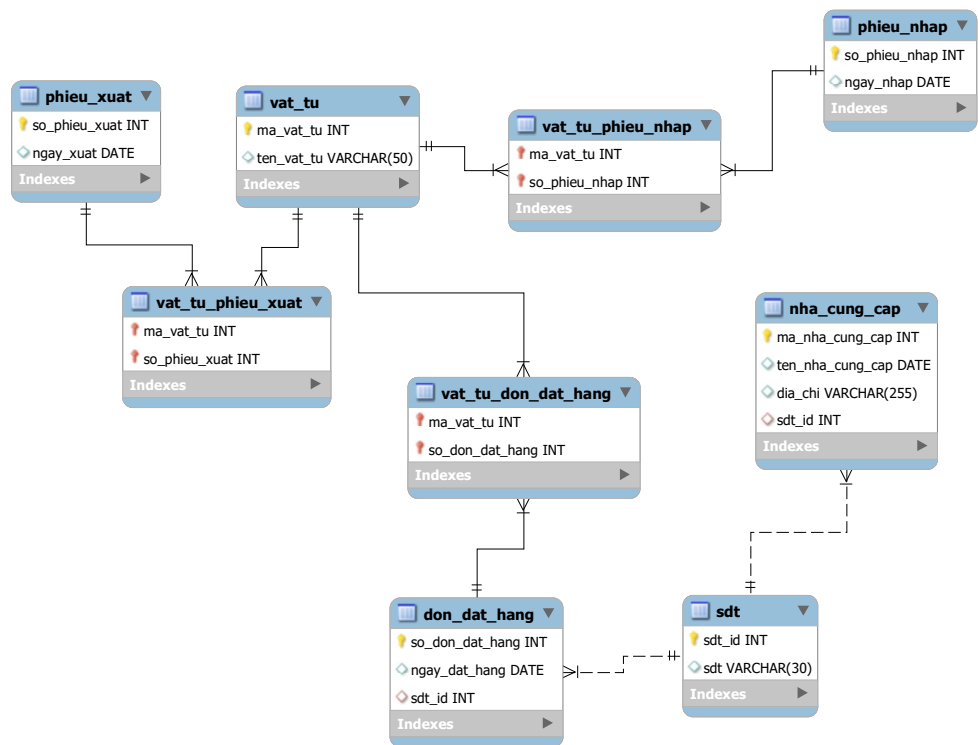 phieu_xuat
so_phieu_xuat INT
ngay_xuat DATE
Indexes
vat_tu
ma_vat_tu INT
ten_vat_tu VARCHAR(50)
Indexes
vat_tu_phieu_nhap
ma_vat_tu INT
so_phieu_nhap INT
Indexes
phieu_nhap
so_phieu_nhap INT
ngay_nhap DATE
Indexes
vat_tu_phieu_xuat
ma_vat_tu INT
so_phieu_xuat INT
Indexes
vat_tu_don_dat_hang
ma_vat_tu INT
so_don_dat_hang INT
Indexes
nha_cung_cap
ma_nha_cung_cap INT
ten_nha_cung_cap DATE
dia_chi VARCHAR(255)
sdt_id INT
Indexes
don_dat_hang
so_don_dat_hang INT
ngay_dat_hang DATE
sdt_id INT
Indexes
sdt
sdt_id INT
sdt VARCHAR(30)
Indexes